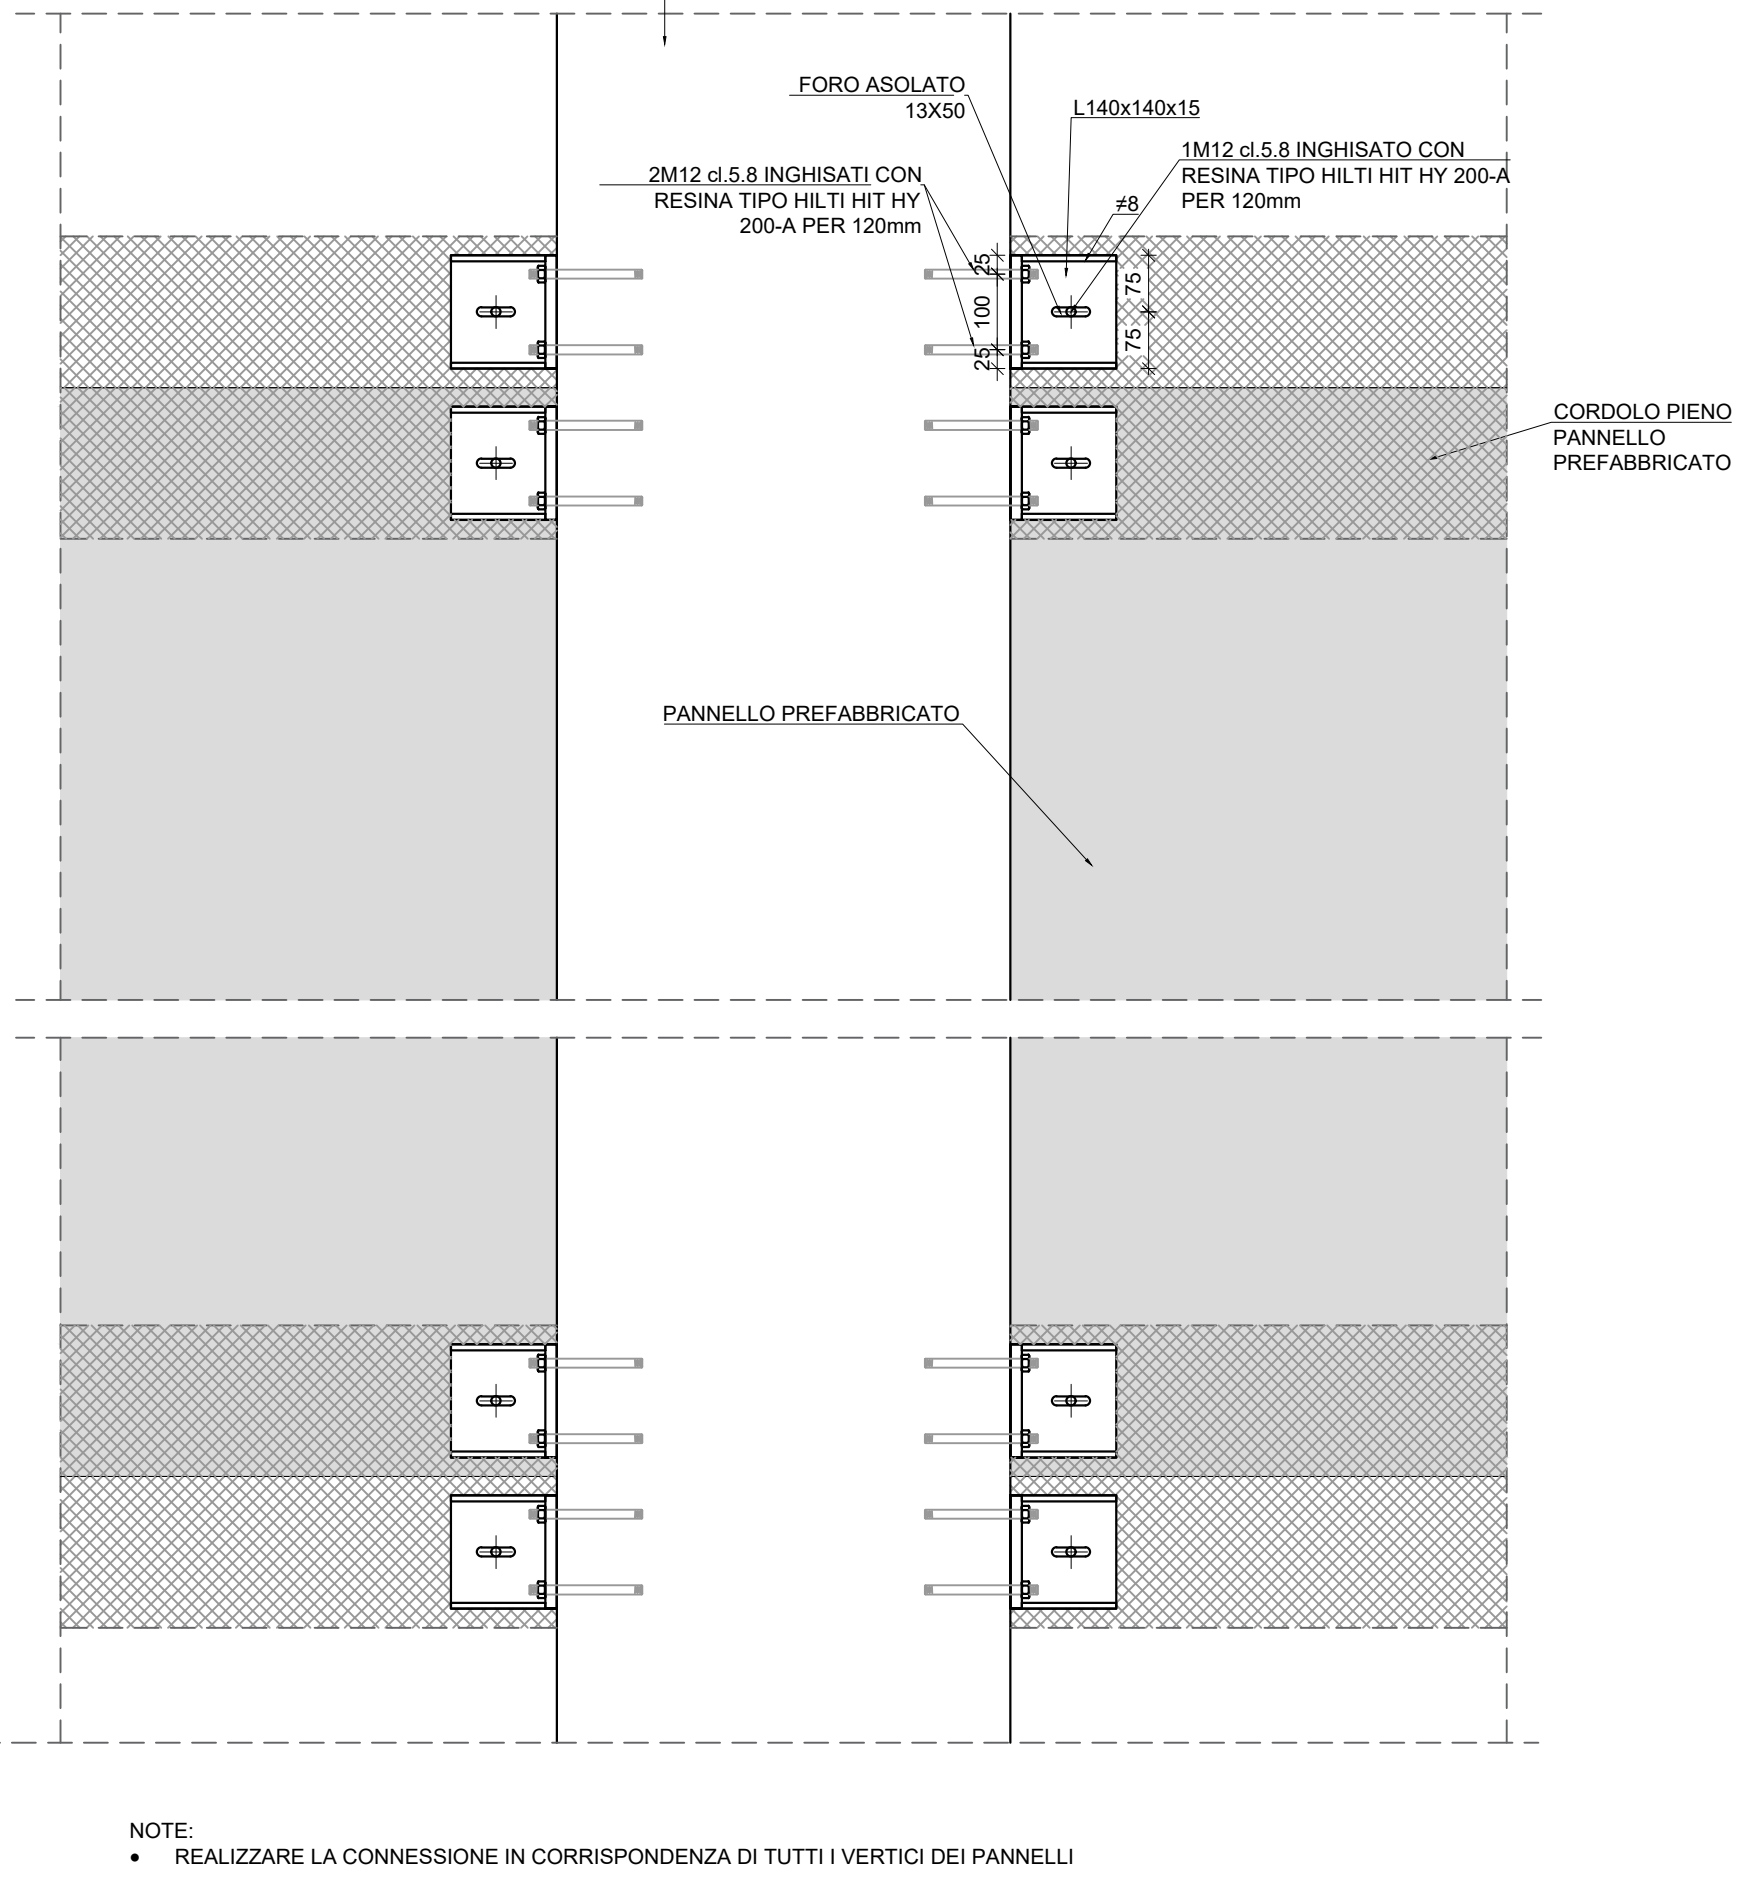 FORO ASOLATO
13X50
L140x140x15
1M12 cl.5.8 INGHISATO CON
RESINA TIPO HILTI HIT HY 200-A
PER 120mm
2M12 cl.5.8 INGHISATI CON
RESINA TIPO HILTI HIT HY
200-A PER 120mm
≠8
25
100
25
75
75
CORDOLO PIENO
PANNELLO
PREFABBRICATO
PANNELLO PREFABBRICATO
NOTE:
• REALIZZARE LA CONNESSIONE IN CORRISPONDENZA DI TUTTI I VERTICI DEI PANNELLI